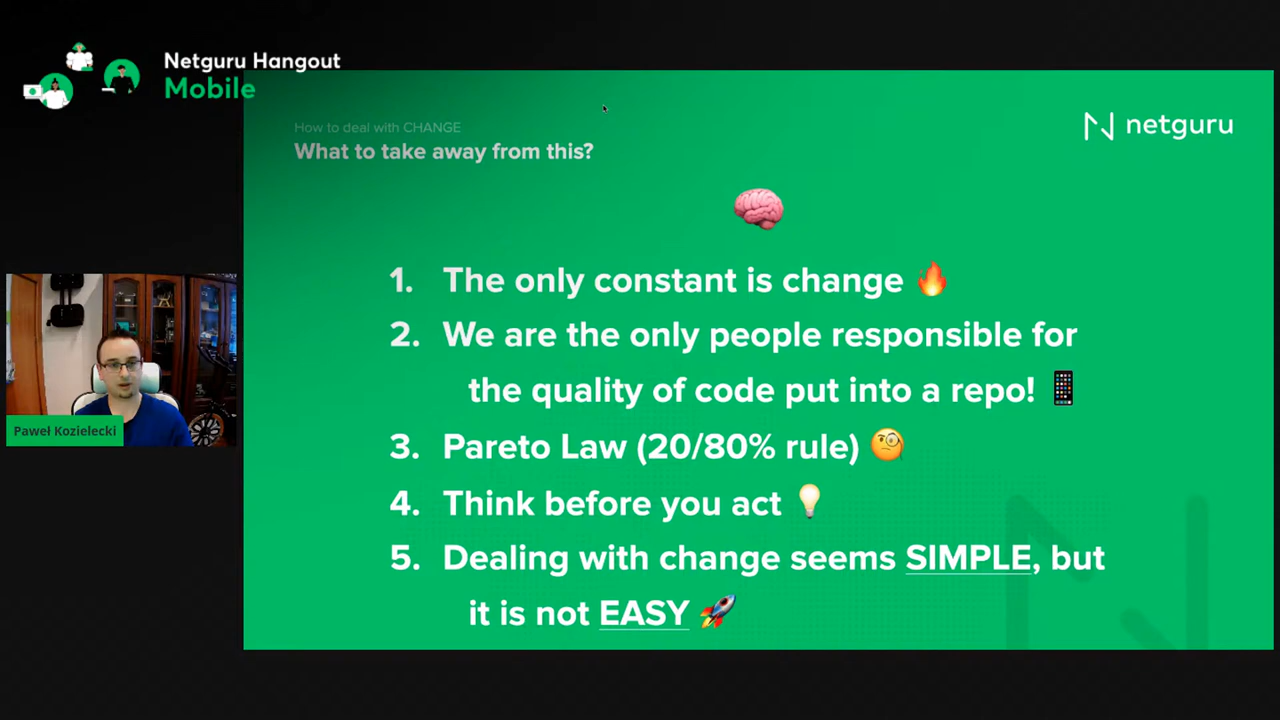 Netguru Hangout
Mobile
How to deal with CHANGE
What to take away from this?
netguru
1. The only constant is change 🔥
2. We are the only people responsible for
the quality of code put into a repo! 📱
3. Pareto Law (20/80% rule) 🧐
4. Think before you act 💡
5. Dealing with change seems SIMPLE, but
it is not EASY 🚀
Paweł Kozielecki